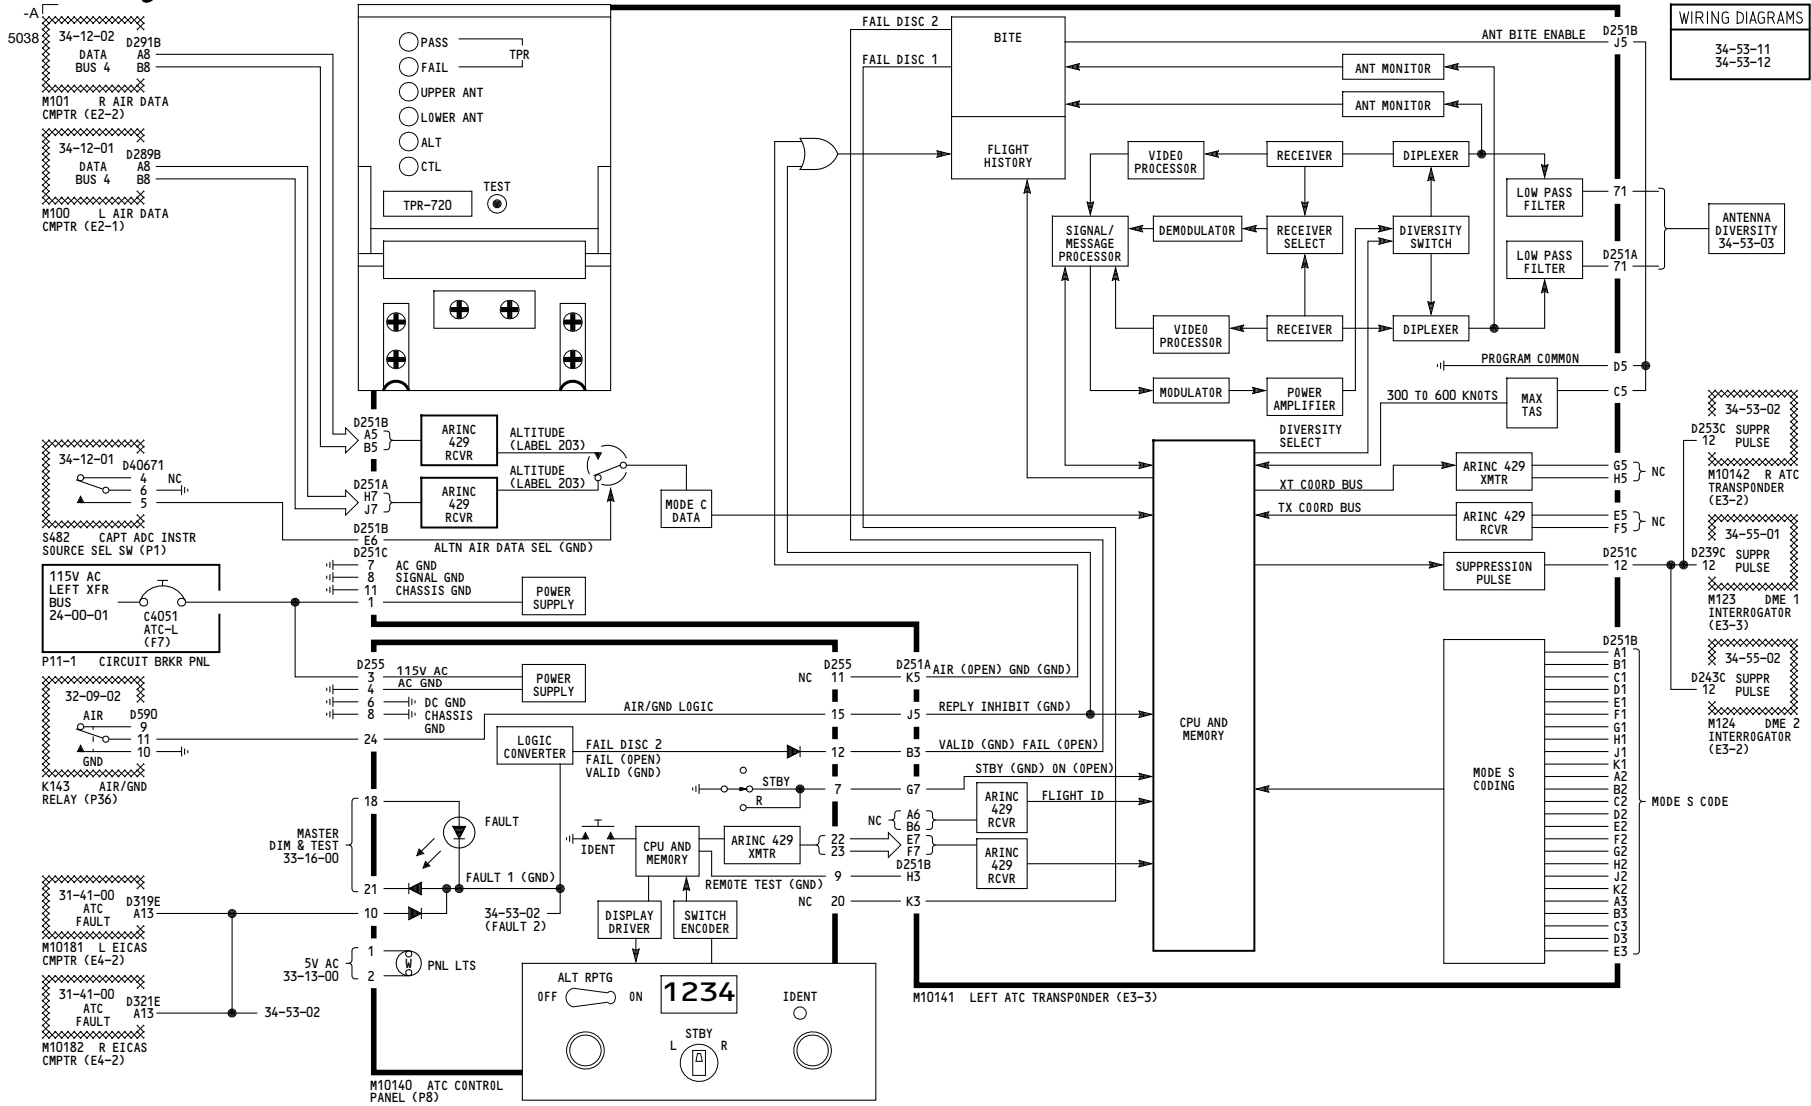 -A
5038
34-12-02
DATA
BUS 4
D291B
A8
B8
M101 R AIR DATA
CMPTR (E2-2)
34-12-01
DATA
BUS 4
D289B
A8
B8
M100 L AIR DATA
CMPTR (E2-1)
PASS
FAIL
TPR
UPPER ANT
LOWER ANT
ALT
CTL
TEST
TPR-720
FAIL DISC 2
FAIL DISC 1
BITE
FLIGHT
HISTORY
ANT BITE ENABLE
D251B
J5
WIRING DIAGRAMS
34-53-11
34-53-12
ANT MONITOR
ANT MONITOR
VIDEO
PROCESSOR
RECEIVER
DIPLEXER
LOW PASS
FILTER
71
SIGNAL/
MESSAGE
PROCESSOR
DEMODULATOR
RECEIVER
SELECT
DIVERSITY
SWITCH
LOW PASS
FILTER
D251A
71
ANTENNA
DIVERSITY
34-53-03
VIDEO
PROCESSOR
RECEIVER
DIPLEXER
PROGRAM COMMON
D5
MODULATOR
POWER
AMPLIFIER
300 TO 600 KNOTS
MAX
TAS
C5
DIVERSITY
SELECT
34-53-02
D253C
12
SUPPR
PULSE
M10142 R ATC
TRANSPONDER
(E3-2)
ARINC 429
XMTR
G5
H5
NC
XT COORD BUS
TX COORD BUS
ARINC 429
RCVR
E5
F5
NC
34-55-01
D239C
12
SUPPR
PULSE
M123 DME 1
INTERROGATOR
(E3-3)
SUPPRESSION
PULSE
D251C
12
34-55-02
D243C
12
SUPPR
PULSE
M124 DME 2
INTERROGATOR
(E3-2)
D251B
A5
B5
ARINC
429
RCVR
ALTITUDE
(LABEL 203)
D251A
H7
J7
ARINC
429
RCVR
ALTITUDE
(LABEL 203)
MODE C
DATA
34-12-01
D40671
4
NC
6
5
S482 CAPT ADC INSTR
SOURCE SEL SW (P1)
D251B
E6
ALTN AIR DATA SEL (GND)
D251C
7
AC GND
8
SIGNAL GND
11
CHASSIS GND
1
POWER
SUPPLY
115V AC
LEFT XFR
BUS
24-00-01
C4051
ATC-L
(F7)
P11-1 CIRCUIT BRKR PNL
D255
3
115V AC
4
AC GND
6
DC GND
8
CHASSIS
GND
POWER
SUPPLY
32-09-02
AIR
D590
9
11
10
GND
K143 AIR/GND
RELAY (P36)
24
AIR/GND LOGIC
D255
NC
11
15
D251A
K5
AIR (OPEN) GND (GND)
J5
REPLY INHIBIT (GND)
LOGIC
CONVERTER
FAIL DISC 2
FAIL (OPEN)
VALID (GND)
12
B3
VALID (GND) FAIL (OPEN)
STBY (GND) ON (OPEN)
STBY
R
7
G7
ARINC
429
RCVR
FLIGHT ID
NC
A6
B6
CPU AND
MEMORY
MODE S
CODING
18
FAULT
MASTER
DIM & TEST
33-16-00
21
FAULT 1 (GND)
IDENT
CPU AND
MEMORY
ARINC 429
XMTR
22
23
E7
F7
ARINC
429
RCVR
D251B
9
H3
REMOTE TEST (GND)
NC
20
K3
10
34-53-02
(FAULT 2)
DISPLAY
DRIVER
SWITCH
ENCODER
31-41-00
ATC
FAULT
D319E
A13
M10181 L EICAS
CMPTR (E4-2)
5V AC
33-13-00
1
2
W
PNL LTS
31-41-00
ATC
FAULT
D321E
A13
34-53-02
M10182 R EICAS
CMPTR (E4-2)
ALT RPTG
OFF
ON
1234
IDENT
STBY
L
R
M10140 ATC CONTROL
PANEL (P8)
M10141 LEFT ATC TRANSPONDER (E3-3)
D251B
A1
B1
C1
D1
E1
F1
G1
H1
J1
K1
A2
B2
C2
D2
E2
F2
G2
H2
J2
K2
A3
B3
C3
D3
E3
MODE S CODE